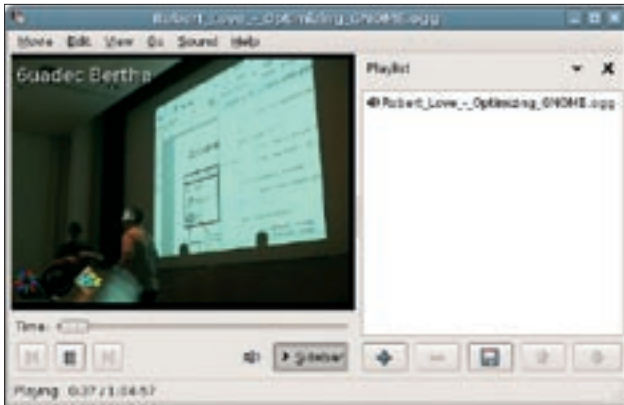 Robert_Love_-_Optimizing_GNOME.ogg
Movie Edit View Go Sound Help
Guadec Bertha
Playlist
Robert_Love_-_Optimizing_GNOME.ogg
Time:
Sidebar
Playing 0:37 / 1:04:57